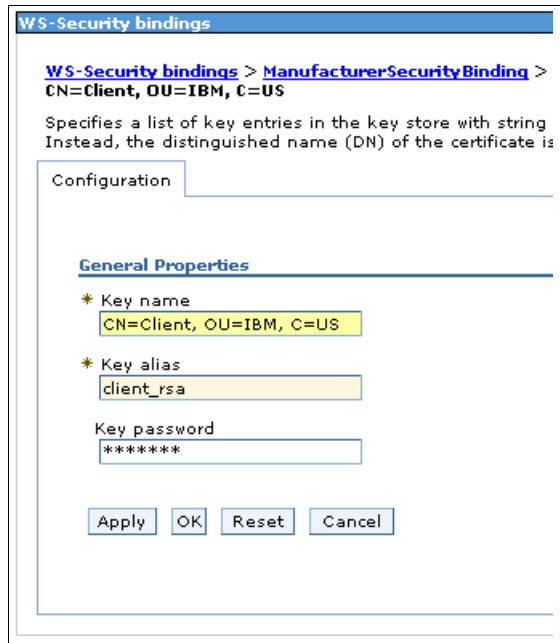 WS-Security bindings
WS-Security bindings > ManufacturerSecurityBinding >
CN=Client, OU=IBM, C=US
Specifies a list of key entries in the key store with string
Instead, the distinguished name (DN) of the certificate is
Configuration
General Properties
* Key name
CN=Client, OU=IBM, C=US
* Key alias
client_rsa
Key password
*******
Apply OK Reset Cancel